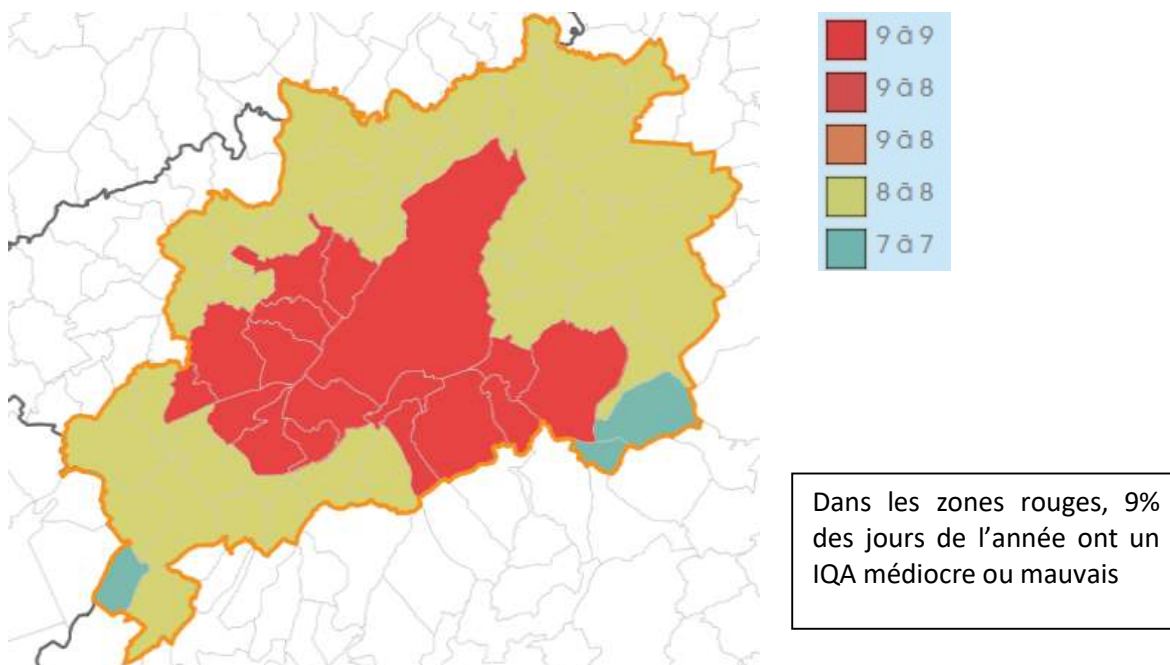 9 à 9
9 à 8
9 à 8
8 à 8
7 à 7
Dans les zones rouges, 9%
des jours de l’année ont un
IQA médiocre ou mauvais